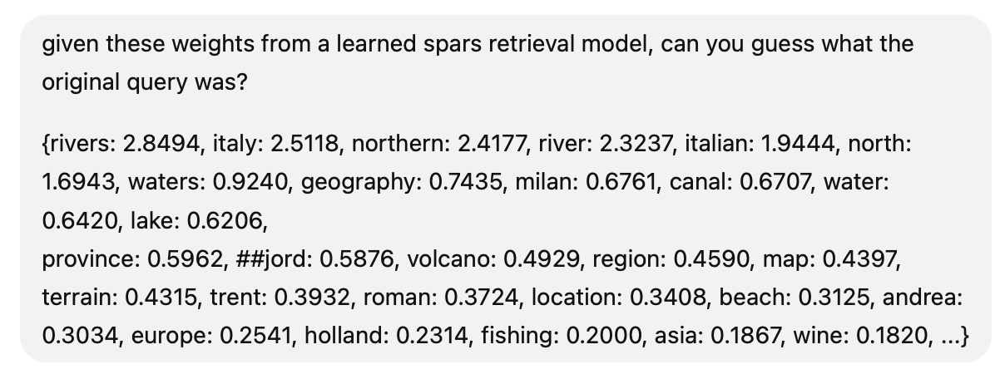 given these weights from a learned spars retrieval model, can you guess what the
original query was?
{rivers: 2.8494, italy: 2.5118, northern: 2.4177, river: 2.3237, italian: 1.9444, north:
1.6943, waters: 0.9240, geography: 0.7435, milan: 0.6761, canal: 0.6707, water:
0.6420, lake: 0.6206,
province: 0.5962, ##jord: 0.5876, volcano: 0.4929, region: 0.4590, map: 0.4397,
terrain: 0.4315, trent: 0.3932, roman: 0.3724, location: 0.3408, beach: 0.3125, andrea:
0.3034, europe: 0.2541, holland: 0.2314, fishing: 0.2000, asia: 0.1867, wine: 0.1820, ...}